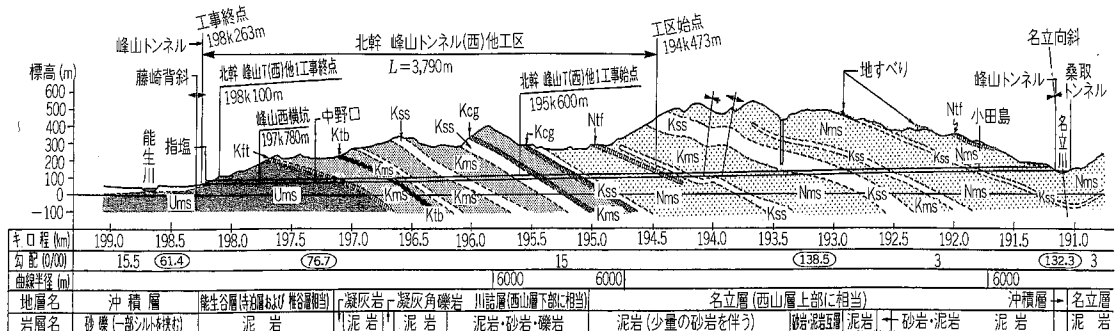 工事終点
198k263m
峰山トンネル
藤崎背斜
北幹 峰山トンネル(西)他工区
L=3,790m
工区始点
194k473m
名立向斜
峰山トンネル
桑取トンネル
標高(m)
600
500
400
300
200
100
0
-100
北幹 峰山T(西)他1工事終点
198k100m
峰山西横坑
197k780m
中野口
北幹 峰山T(西)他1工事始点
195k600m
地すべり
小田島
名立川
能生川
指塩
Kft
Ktb
Kss
Kcg
Kss
Kcg
Ntf
Kss
Nms
Ntf
Kms
Kms
Kms
Kms
Kss
Kms
Nms
Kms
Kss
Nms
Kss
Nms
Kss
Nms
Ums
Ums
Ktb
キロ程(km) 199.0 198.5 198.0 197.5 197.0 196.5 196.0 195.5 195.0 194.5 194.0 193.5 193.0 192.5 192.0 191.5 191.0
勾配(0/00) 15.5 61.4 76.7 15 138.5 3 132.3 3
曲線半径(m) 6000 6000 6000
地層名 沖積層 能生谷層(寺泊層および椎谷層相当) 凝灰岩 凝灰角礫岩 川詰層(西山層下部に相当) 名立層(西山層上部に相当) 沖積層 名立層
岩層名 砂礫(一部シルトを挟む) 泥岩 泥岩 泥岩 泥岩・砂岩・礫岩 泥岩(少量の砂岩を伴う) 砂岩・泥岩互層 泥岩 砂岩・泥岩 泥岩